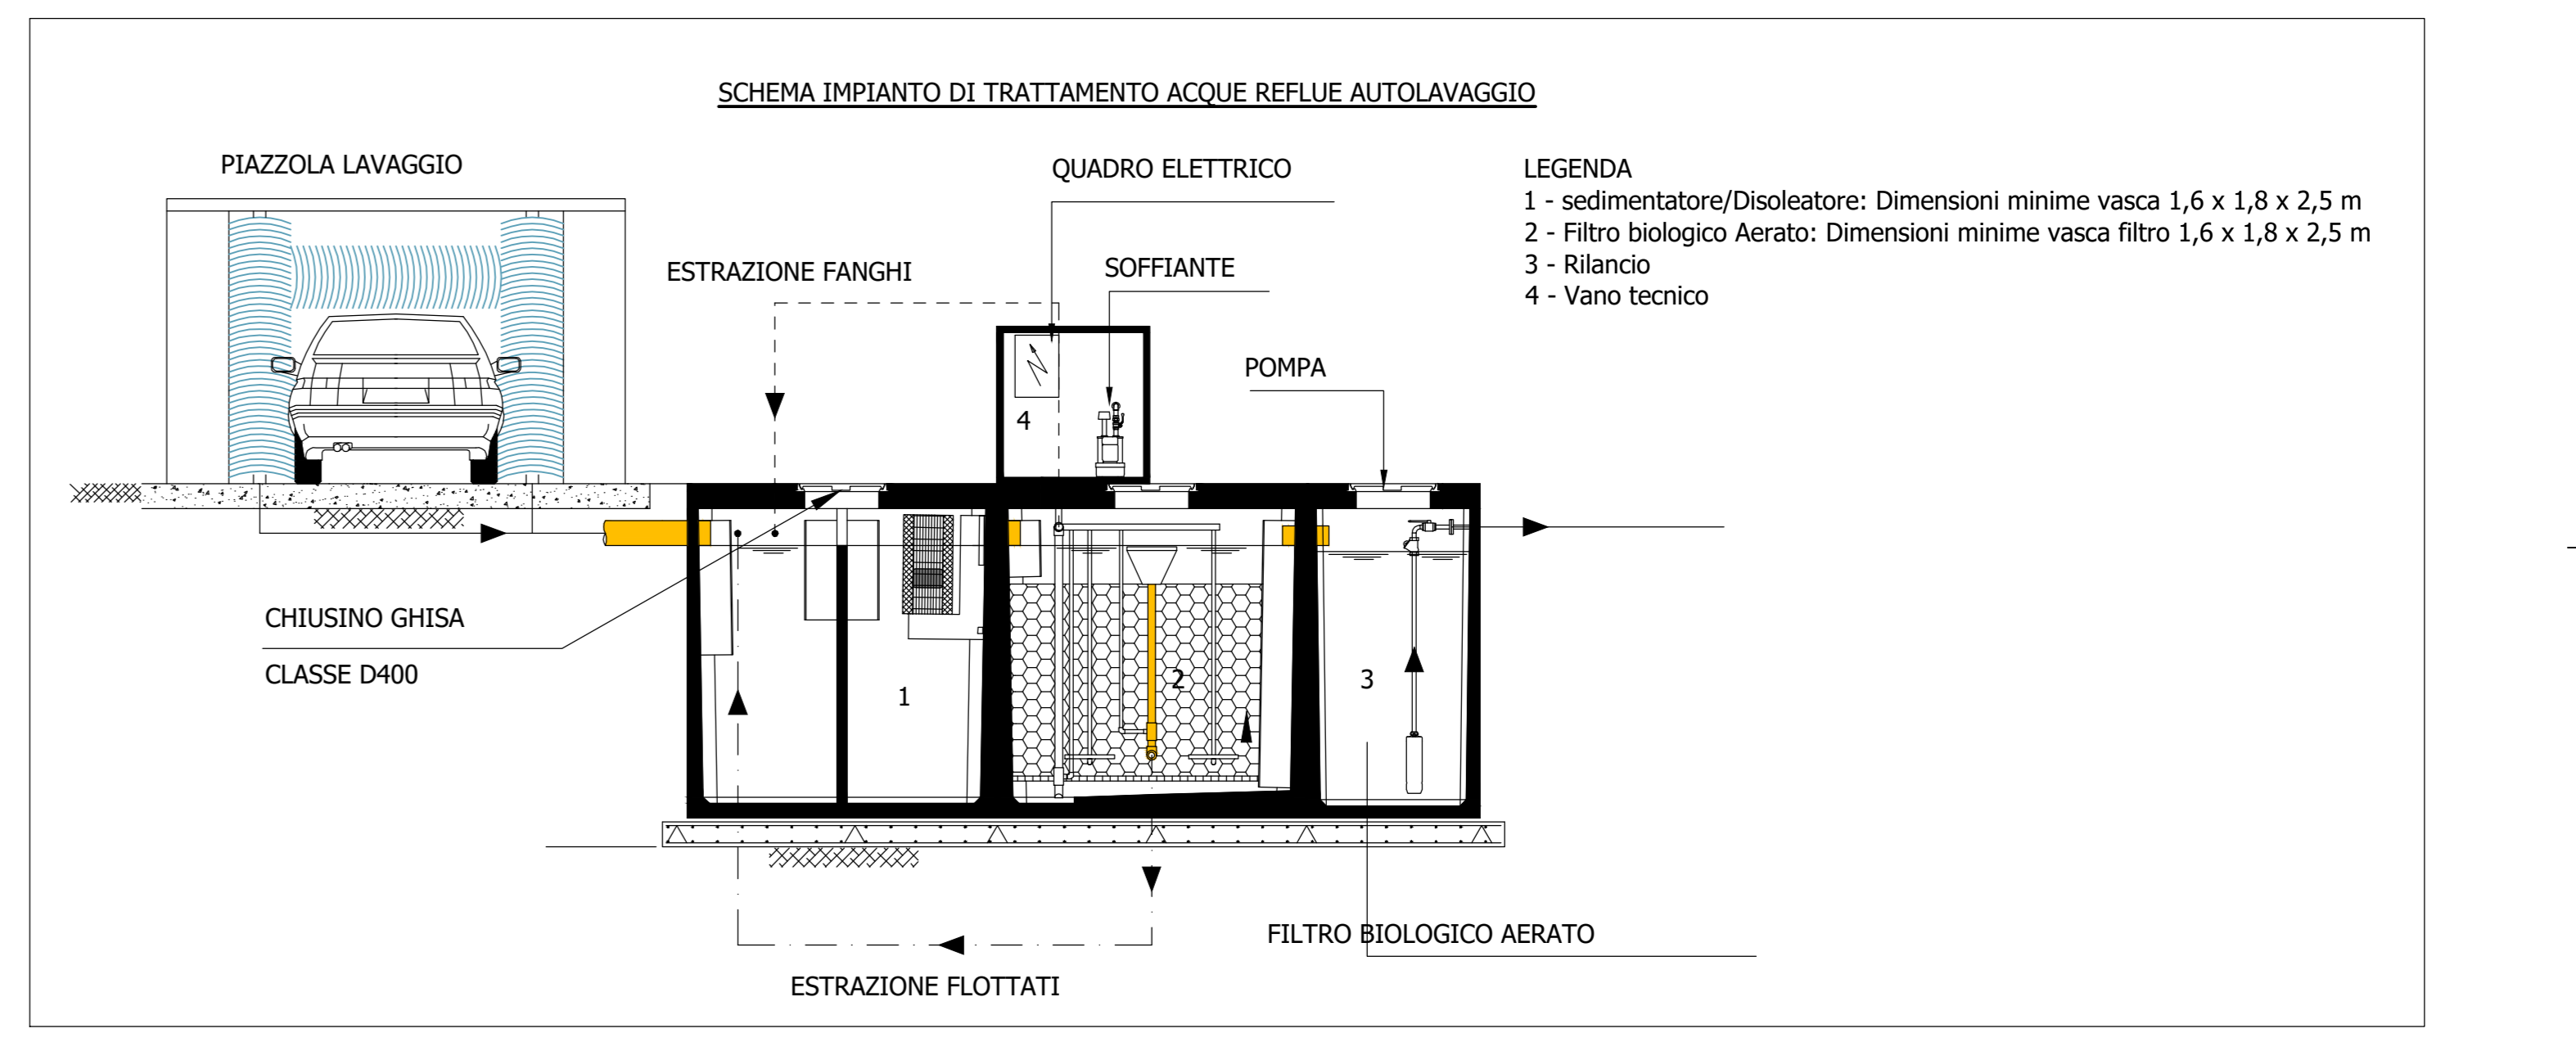 SCHEMA IMPIANTO DI TRATTAMENTO ACQUE REFLUE AUTOLAVAGGIO
PIAZZOLA LAVAGGIO
QUADRO ELETTRICO
LEGENDA
1 - sedimentatore/Disoleatore: Dimensioni minime vasca 1,6 x 1,8 x 2,5 m
2 - Filtro biologico Aerato: Dimensioni minime vasca filtro 1,6 x 1,8 x 2,5 m
3 - Rilancio
4 - Vano tecnico
ESTRAZIONE FANGHI
SOFFIANTE
POMPA
4
CHIUSINO GHISA
CLASSE D400
1
2
3
FILTRO BIOLOGICO AERATO
ESTRAZIONE FLOTTATI